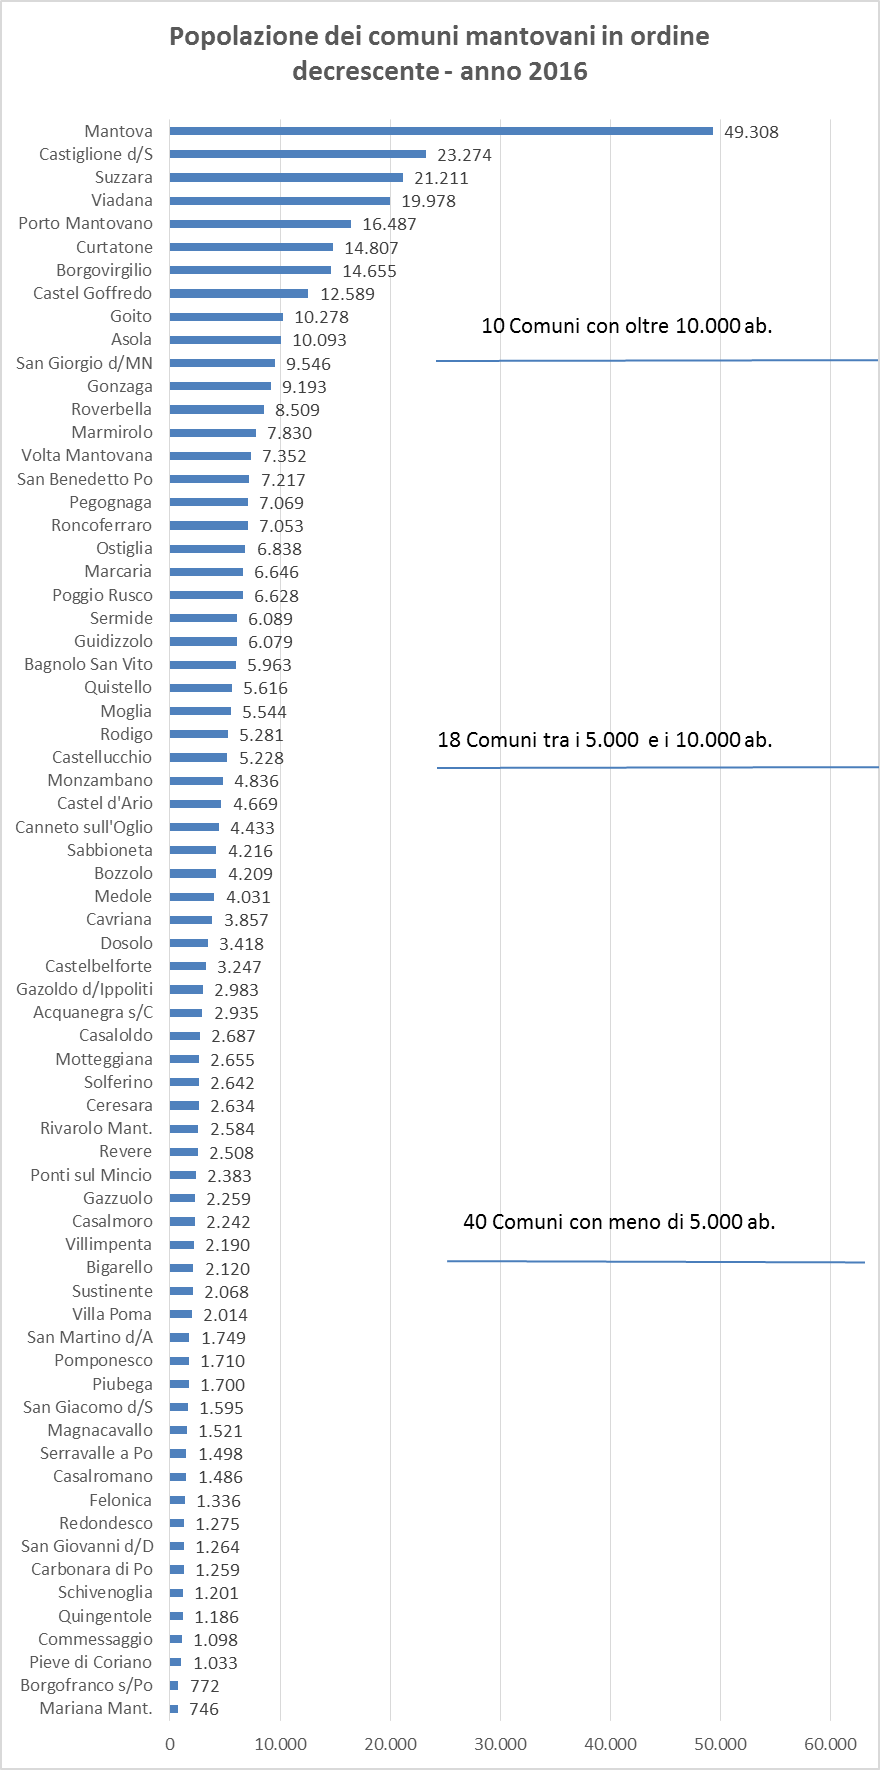 Popolazione dei comuni mantovani in ordine
decrescente - anno 2016
Mantova 49.308
Castiglione d/S 23.274
Suzzara 21.211
Viadana 19.978
Porto Mantovano 16.487
Curtatone 14.807
Borgovirgilio 14.655
Castel Goffredo 12.589
Goito 10.278
10 Comuni con oltre 10.000 ab.
Asola 10.093
San Giorgio d/MN 9.546
Gonzaga 9.193
Roverbella 8.509
Marmirolo 7.830
Volta Mantovana 7.352
San Benedetto Po 7.217
Pegognaga 7.069
Roncoferraro 7.053
Ostiglia 6.838
Marcaria 6.646
Poggio Rusco 6.628
Sermide 6.089
Guidizzolo 6.079
Bagnolo San Vito 5.963
Quistello 5.616
Moglia 5.544
Rodigo 5.281
18 Comuni tra i 5.000 e i 10.000 ab.
Castellucchio 5.228
Monzambano 4.836
Castel d'Ario 4.669
Canneto sull'Oglio 4.433
Sabbioneta 4.216
Bozzolo 4.209
Medole 4.031
Cavriana 3.857
Dosolo 3.418
Castelbelforte 3.247
Gazoldo d/Ippoliti 2.983
Acquanegra s/C 2.935
Casaloldo 2.687
Motteggiana 2.655
Solferino 2.642
Ceresara 2.634
Rivarolo Mant. 2.584
Revere 2.508
Ponti sul Mincio 2.383
Gazzuolo 2.259
Casalmoro 2.242
40 Comuni con meno di 5.000 ab.
Villimpenta 2.190
Bigarello 2.120
Sustinente 2.068
Villa Poma 2.014
San Martino d/A 1.749
Pomponesco 1.710
Piubega 1.700
San Giacomo d/S 1.595
Magnacavallo 1.521
Serravalle a Po 1.498
Casalromano 1.486
Felonica 1.336
Redondesco 1.275
San Giovanni d/D 1.264
Carbonara di Po 1.259
Schivenoglia 1.201
Quingentole 1.186
Commessaggio 1.098
Pieve di Coriano 1.033
Borgofranco s/Po 772
Mariana Mant. 746
0 10.000 20.000 30.000 40.000 50.000 60.000